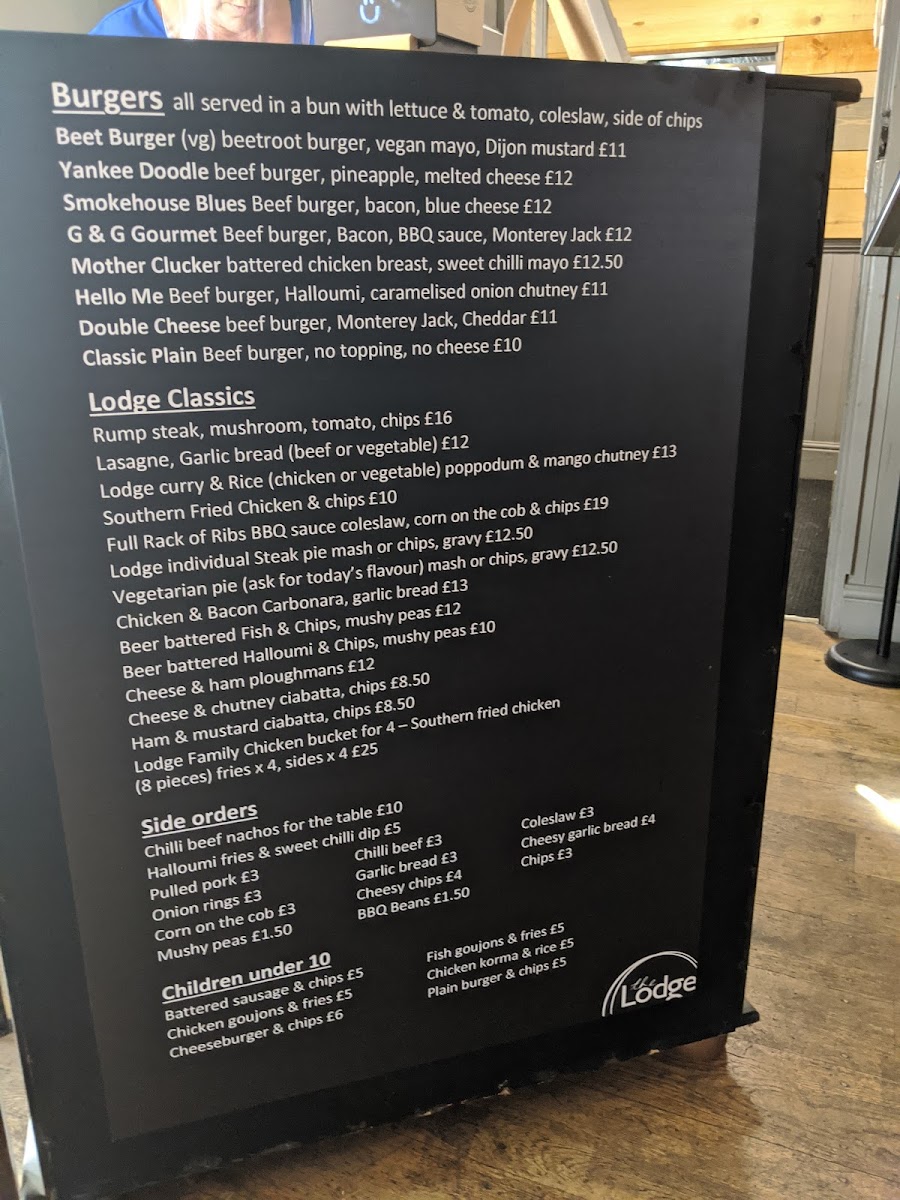 Burgers all served in a bun with lettuce & tomato, coleslaw, side of chips
Beet Burger (vg) beetroot burger, vegan mayo, Dijon mustard £11
Yankee Doodle beef burger, pineapple, melted cheese £12
Smokehouse Blues Beef burger, bacon, blue cheese £12
G & G Gourmet Beef burger, Bacon, BBQ sauce, Monterey Jack £12
Mother Clucker battered chicken breast, sweet chilli mayo £12.50
Hello Me Beef burger, Halloumi, caramelised onion chutney £11
Double Cheese beef burger, Monterey Jack, Cheddar £11
Classic Plain Beef burger, no topping, no cheese £10
Lodge Classics
Rump steak, mushroom, tomato, chips £16
Lasagne, Garlic bread (beef or vegetable) £12
Lodge curry & Rice (chicken or vegetable) poppodum & mango chutney £13
Southern Fried Chicken & chips £10
Full Rack of Ribs BBQ sauce coleslaw, corn on the cob & chips £19
Lodge individual Steak pie mash or chips, gravy £12.50
Vegetarian pie (ask for today's flavour) mash or chips, gravy £12.50
Chicken & Bacon Carbonara, garlic bread £13
Beer battered Fish & Chips, mushy peas £12
Beer battered Halloumi & Chips, mushy peas £10
Cheese & ham ploughmans £12
Cheese & chutney ciabatta, chips £8.50
Ham & mustard ciabatta, chips £8.50
Lodge Family Chicken bucket for 4 – Southern fried chicken
(8 pieces) fries x 4, sides x 4 £25
Side orders
Chilli beef nachos for the table £10
Halloumi fries & sweet chilli dip £5
Pulled pork £3
Onion rings £3
Corn on the cob £3
Mushy peas £1.50
Chilli beef £3
Garlic bread £3
Cheesy chips £4
BBQ Beans £1.50
Coleslaw £3
Cheesy garlic bread £4
Chips £3
Children under 10
Battered sausage & chips £5
Chicken goujons & fries £5
Cheeseburger & chips £6
Fish goujons & fries £5
Chicken korma & rice £5
Plain burger & chips £5
the
Lodge